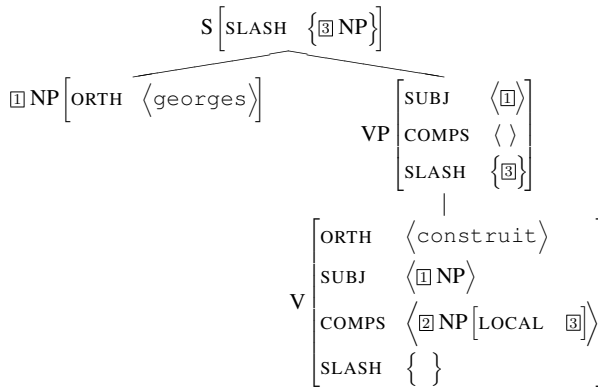 S [SLASH {[3] NP}]
[1] NP [ORTH ⟨georges⟩]
VP [SUBJ ⟨[1]⟩
COMPS ⟨ ⟩
SLASH {[3]}]
V [ORTH ⟨construit⟩
SUBJ ⟨[1] NP⟩
COMPS ⟨[2] NP [LOCAL [3]]⟩
SLASH { }]